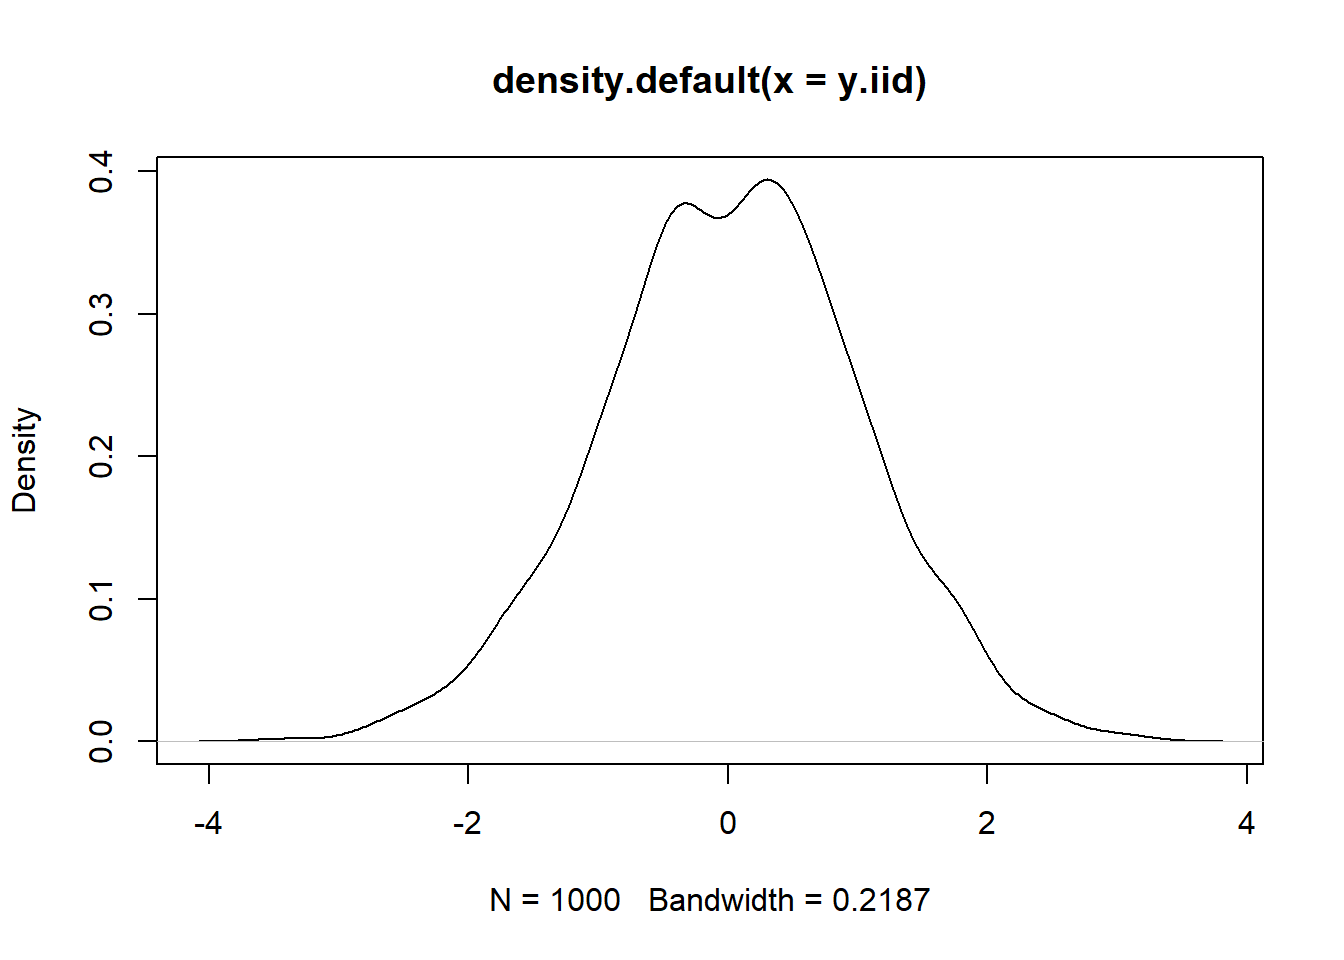 density.default(x = y.iid)
Density
0.4
0.3
0.2
0.1
0.0
-4 -2 0 2 4
N = 1000 Bandwidth = 0.2187